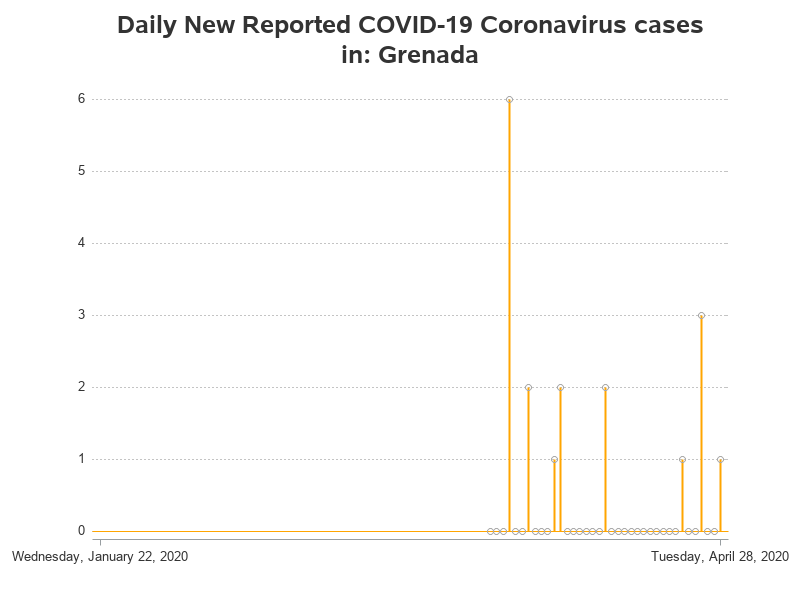 Daily New Reported COVID-19 Coronavirus cases
in: Grenada
6
5
4
3
2
1
0
Wednesday, January 22, 2020
Tuesday, April 28, 2020